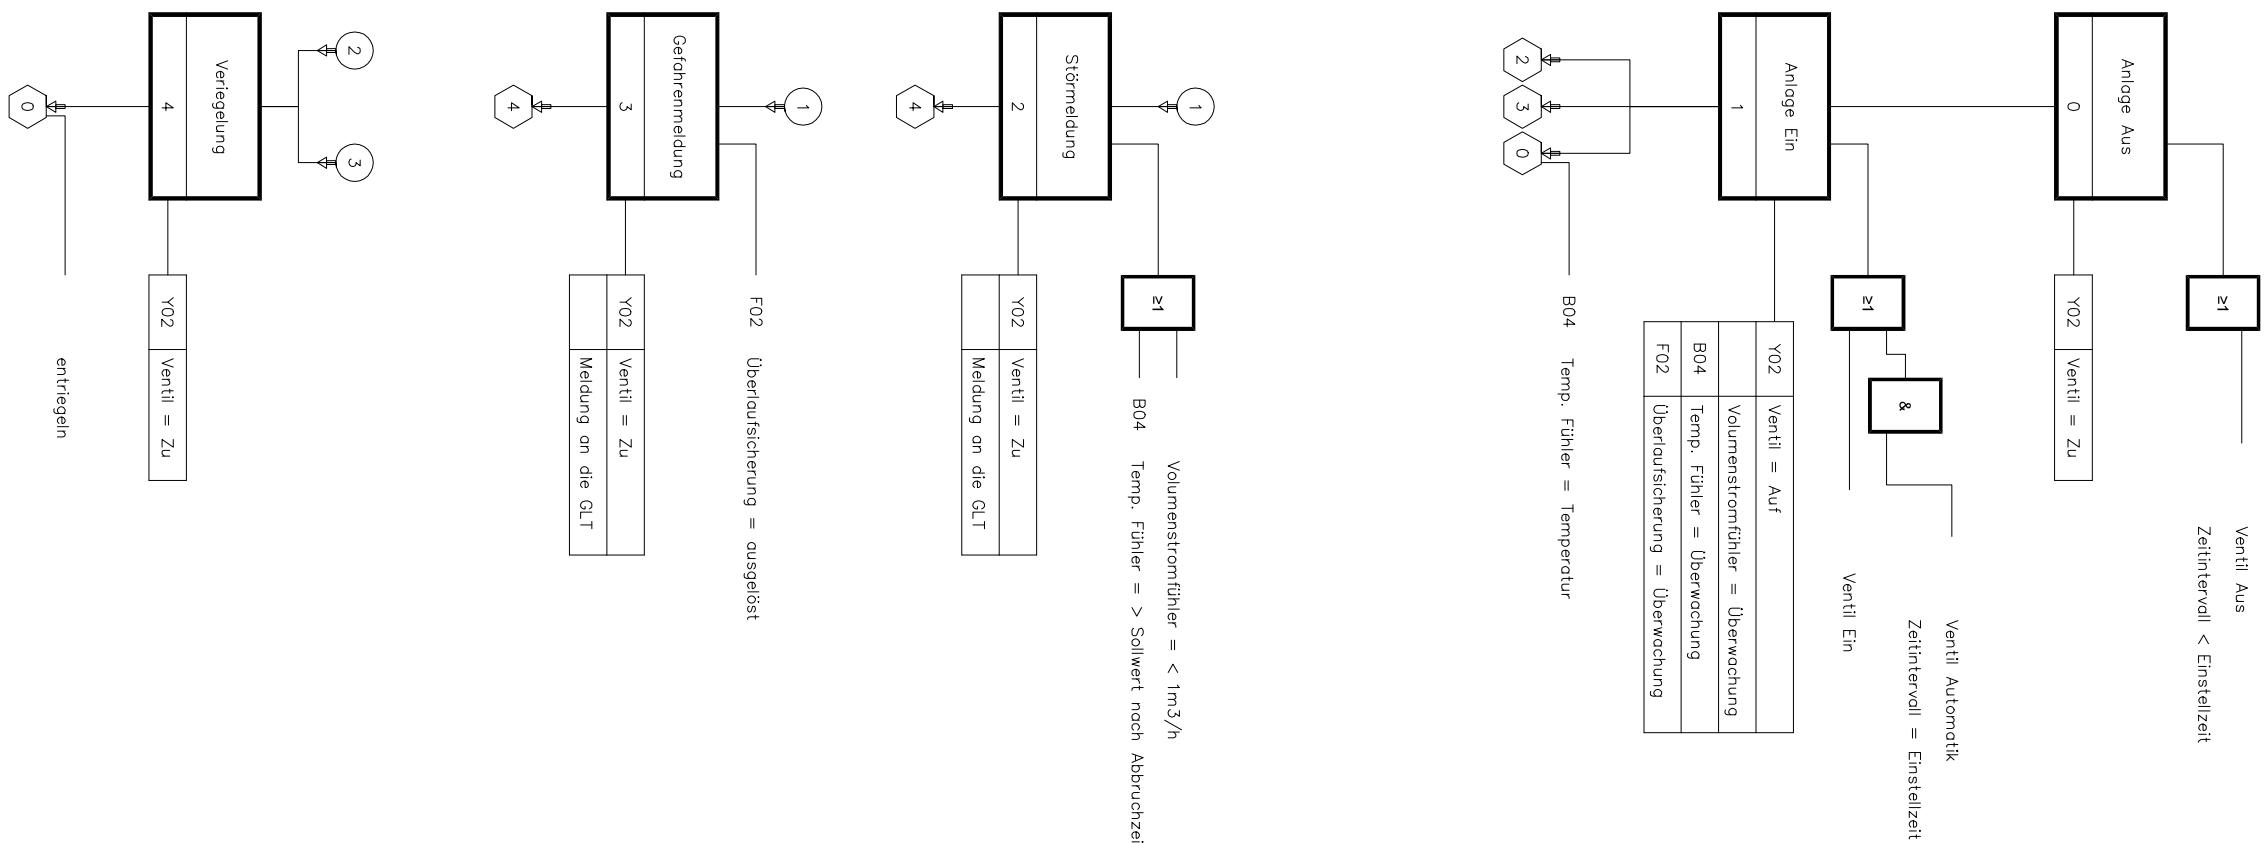 Ventil Aus
≥1
Zeitintervall < Einstellzeit
Anlage Aus
0
Y02 Ventil = Zu
Ventil Automatik
&
Zeitintervall = Einstellzeit
≥1
Ventil Ein
Anlage Ein
1
Y02 Ventil = Auf
Volumenstromfühler = Überwachung
B04 Temp. Fühler = Überwachung
F02 Überlaufsicherung = Überwachung
2
3
0
B04 Temp. Fühler = Temperatur
1
≥1
Volumenstromfühler = < 1m3/h
B04 Temp. Fühler = > Sollwert nach Abbruchzei
Störmeldung
2
Y02 Ventil = Zu
Meldung an die GLT
4
1
F02 Überlaufsicherung = ausgelöst
Gefahrenmeldung
3
Y02 Ventil = Zu
Meldung an die GLT
4
2
3
Veriegelung
4
Y02 Ventil = Zu
0
entriegeln